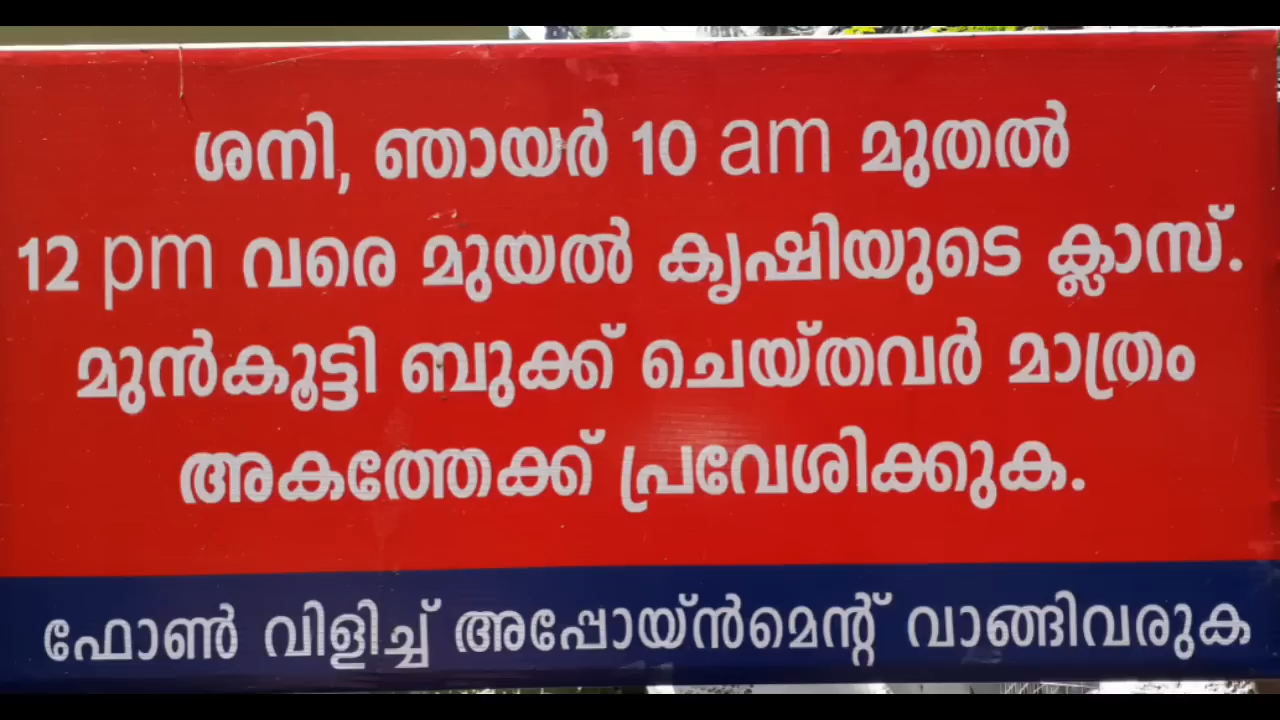 ശനി, ഞായർ 10 am മുതൽ
12 pm വരെ മുയൽ കൃഷിയുടെ ക്ലാസ്.
മുൻകൂട്ടി ബുക്ക് ചെയ്തവർ മാത്രം
അകത്തേക്ക് പ്രവേശിക്കുക.
ഫോൺ വിളിച്ച് അപ്പോയ്ൻമെന്റ് വാങ്ങിവരുക